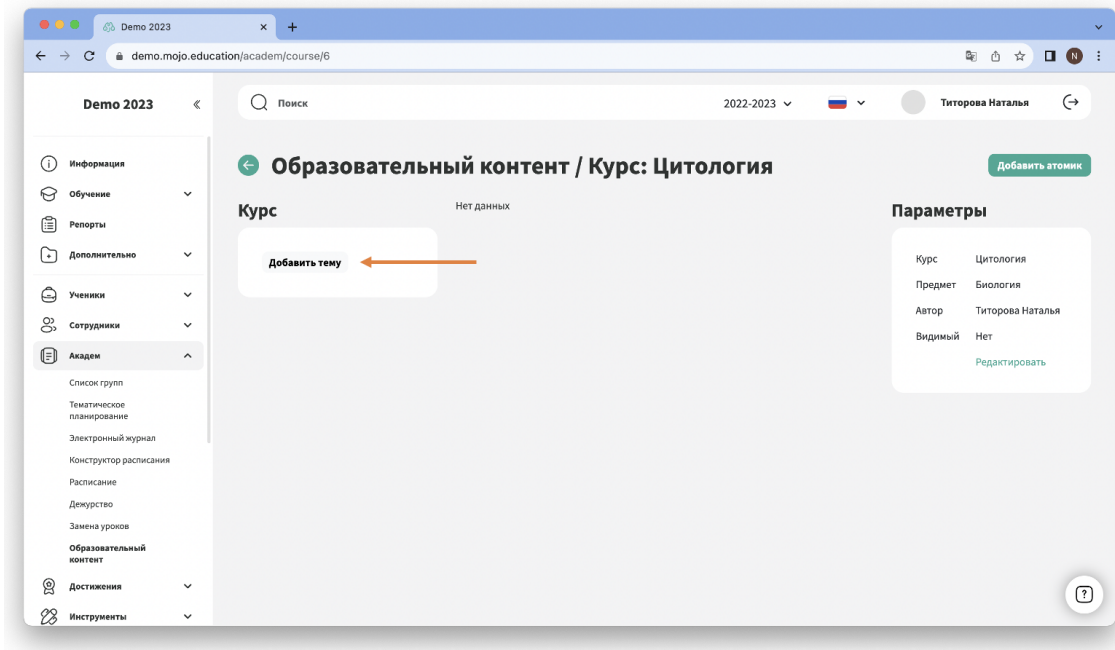 Demo 2023
demo.mojo.education/academ/course/6
N
Demo 2023
Поиск
2022-2023
Титорова Наталья
Информация
Обучение
Репорты
Дополнительно
Ученики
Сотрудники
Академ
Список групп
Тематическое
планирование
Электронный журнал
Конструктор расписания
Расписание
Дежурство
Замена уроков
Образовательный
контент
Достижения
Инструменты
Образовательный контент / Курс: Цитология
Добавить атомик
Курс
Нет данных
Добавить тему
Параметры
Курс Цитология
Предмет Биология
Автор Титорова Наталья
Видимый Нет
Редактировать
?